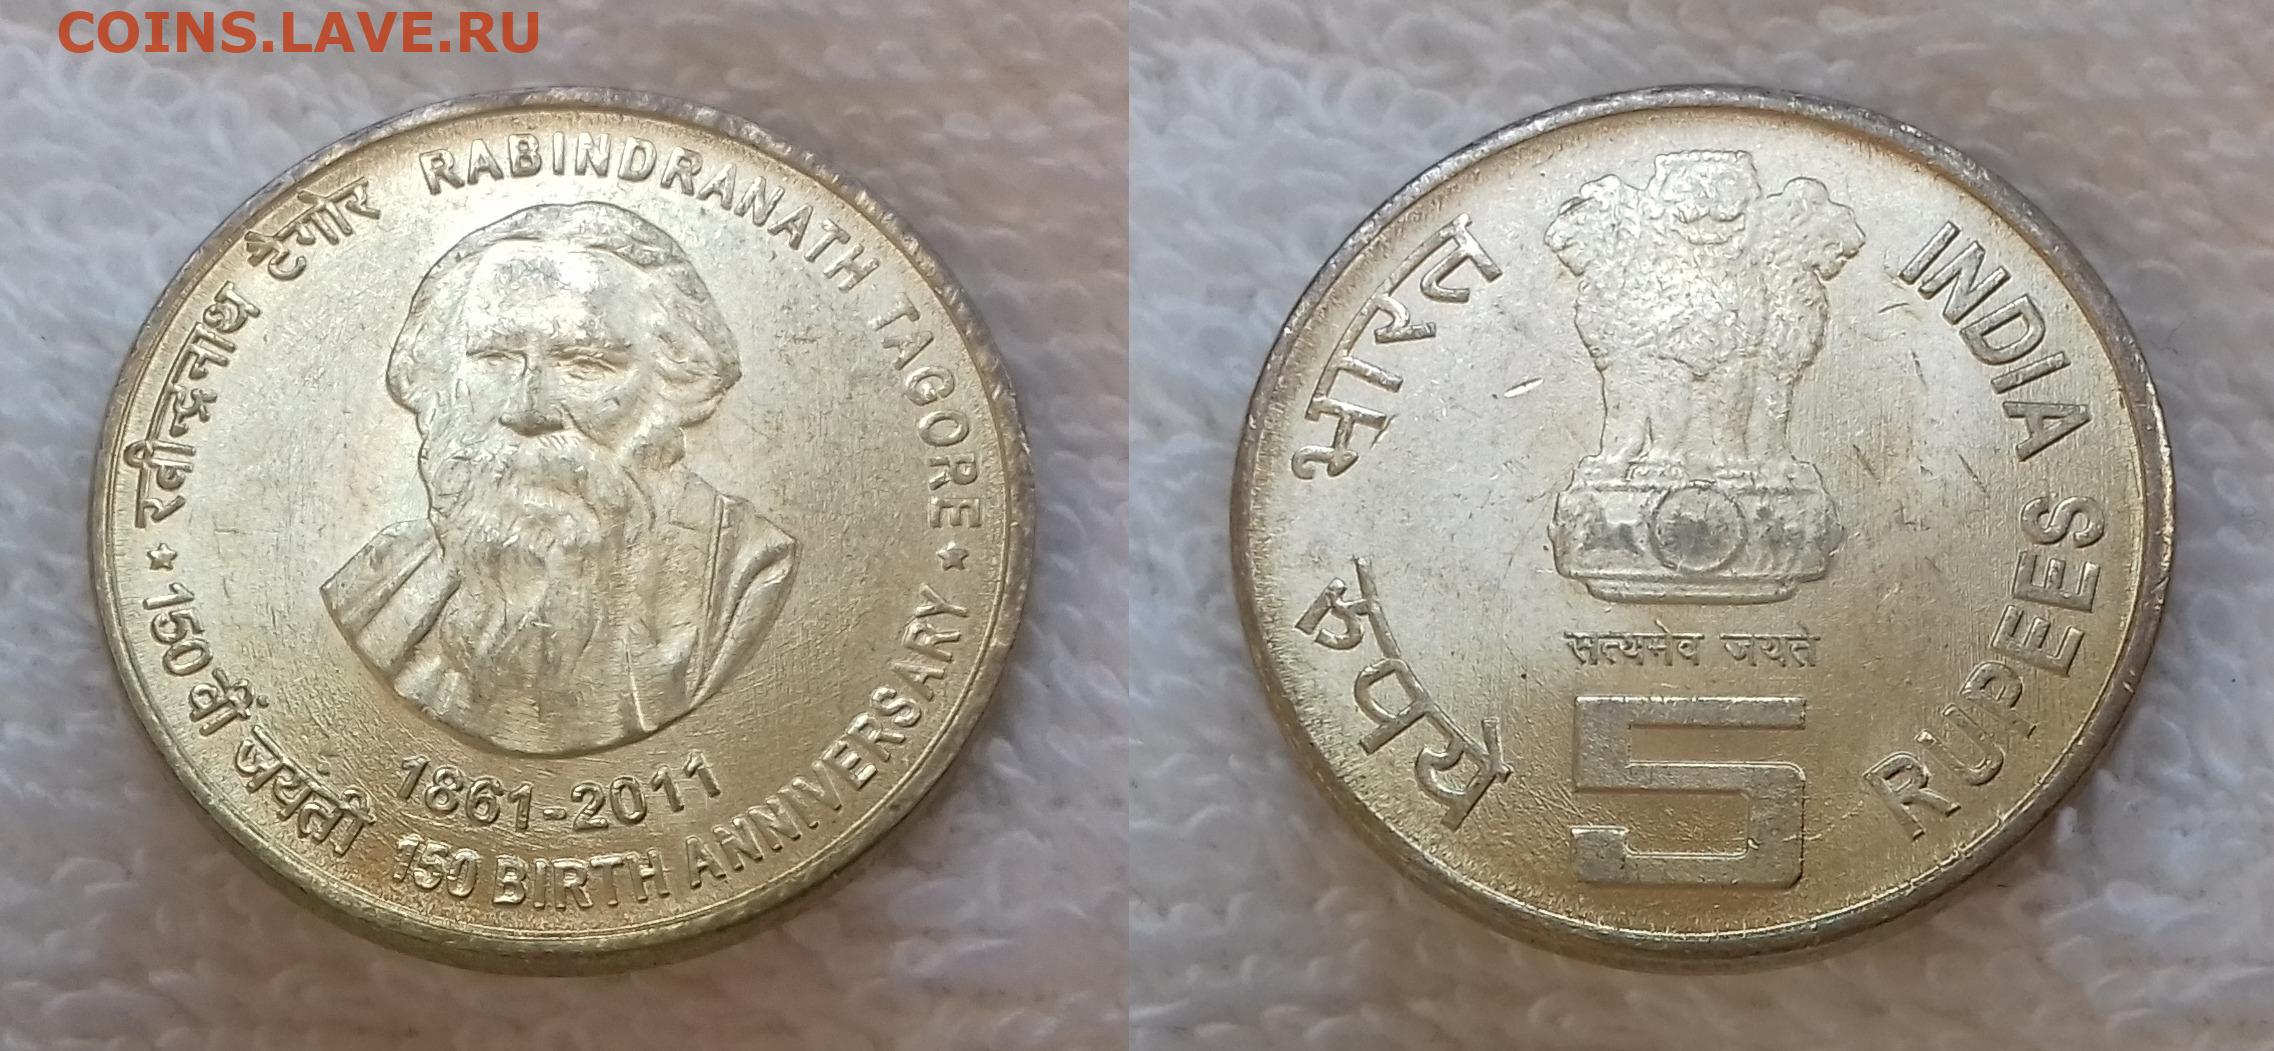 COINS.LAVE.RU
रवीन्द्रनाथ टैगोर RABINDRANATH TAGORE
150 वीं जयंती 150 BIRTH ANNIVERSARY
1861-2011
भारत INDIA
रुपये RUPEES
सत्यमेव जयते
5